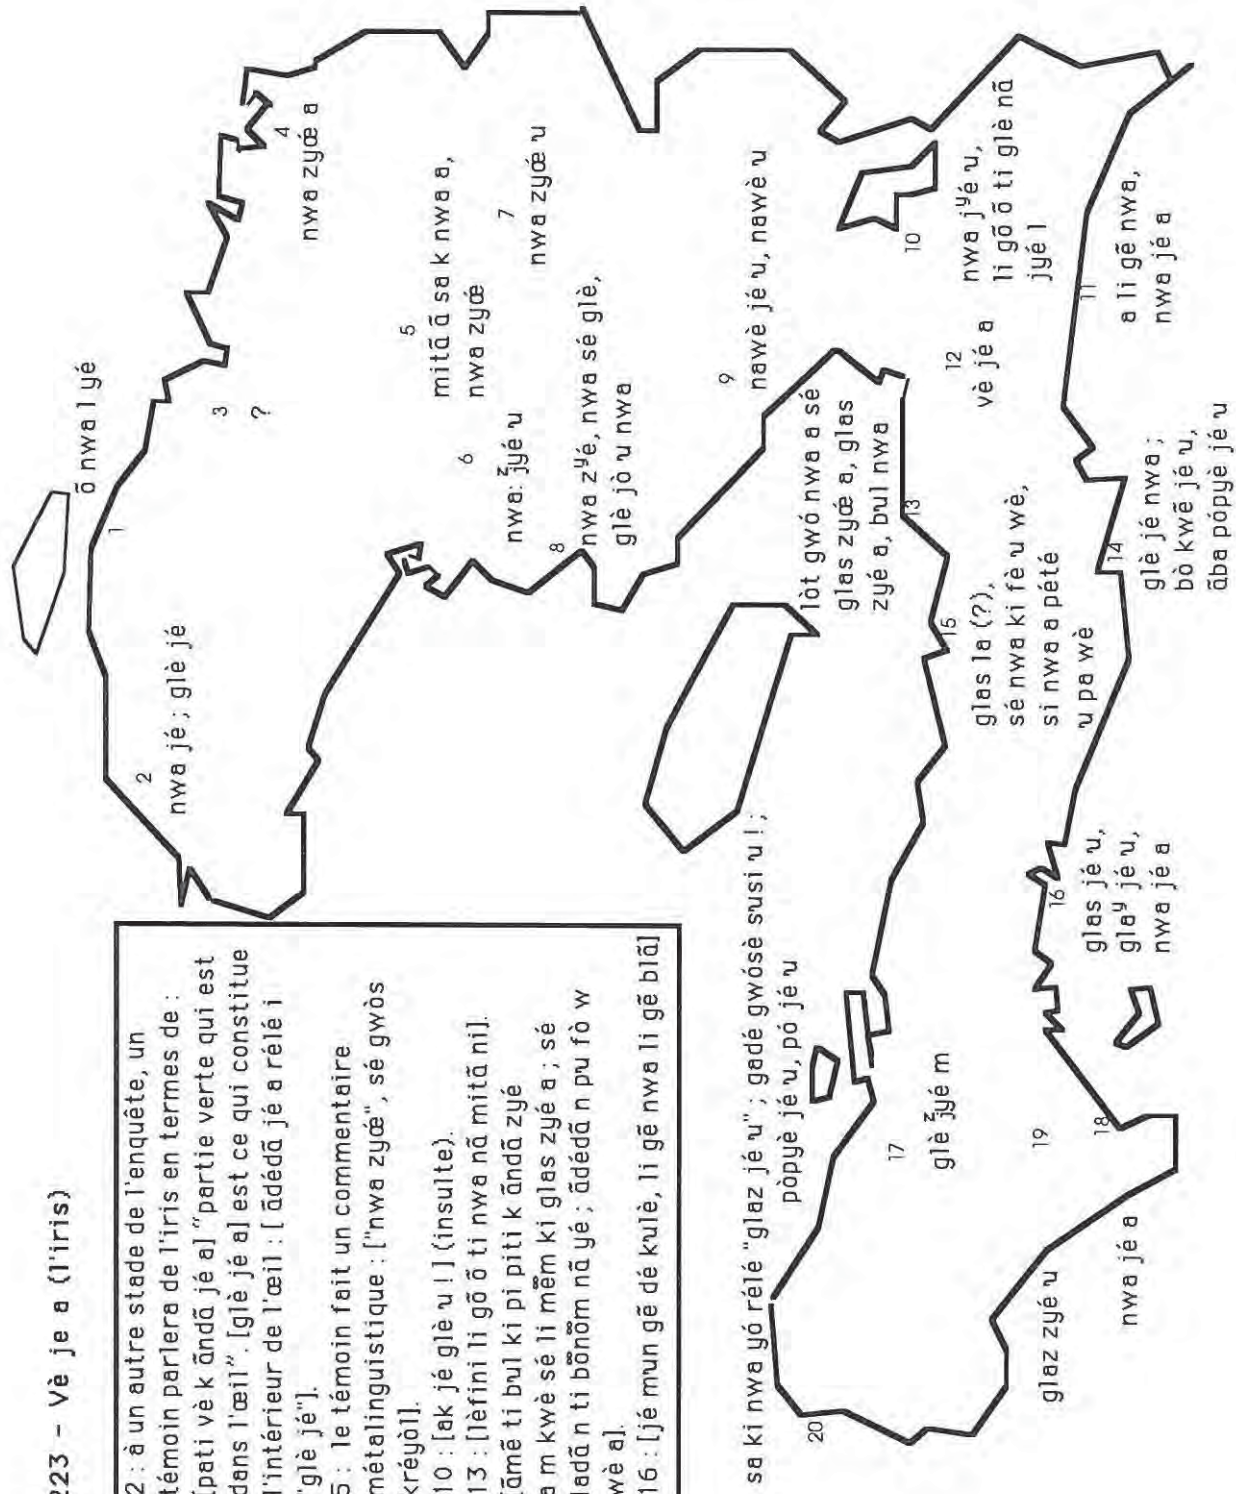 223 – Vè je a (l'iris)
2 : à un autre stade de l'enquête, un
témoin parlera de l'iris en termes de :
[pati vè k ãndã jé a] "partie verte qui est
dans l'œil". [glè jé a] est ce qui constitue
l'intérieur de l'œil : [ ãdédã jé a rélé i
"glè jé"].
5 : le témoin fait un commentaire
métalinguistique : ["nwa zyœ́", sé gwòs
kréyòl].
10 : [ak jé glè u !] (insulte).
13 : [lèfini li gõ õ ti nwa nã mitã ni].
[ãmẽ ti bul ki pi piti k ãndã zyé
a m kwè sé li mẽm ki glas zyé a ; sé
ladã n ti bõnõm nã yé ; ãdédã n pu fò w
wè a].
16 : [jé mun gẽ dé kulè, li gẽ nwa li gẽ blã]
õ nwa l yé
1
2
nwa jé ; glè jé
3
?
4
nwa zyœ́ a
5
mitã ã sa k nwa a,
nwa zyœ́
6
nwa: jᶻyé u
7
nwa zyœ́ u
8
nwa zʸé, nwa sé glè,
glè jò u nwa
9
nawè jé u, nawè u
10
nwa jʸé u,
li gõ õ ti glè nã
jyé l
11
a li gẽ nwa,
nwa jé a
12
vè jé a
13
lòt gwó nwa a sé
glas zyœ́ a, glas
zyé a, bul nwa
14
glè jé nwa ;
bò kwẽ jé u,
ãba pópyè jé u
15
glas la (?),
sé nwa ki fè u wè,
si nwa a pété
u pa wè
16
glas jé u,
glaʸ jé u,
nwa jé a
17
glè jᶻyé m
18
nwa jé a
19
glaz zyé u
20
sa ki nwa yó rélé "glaz jé u" ; gadé gwósè susi u ! ;
pòpyè jé u, pó jé u